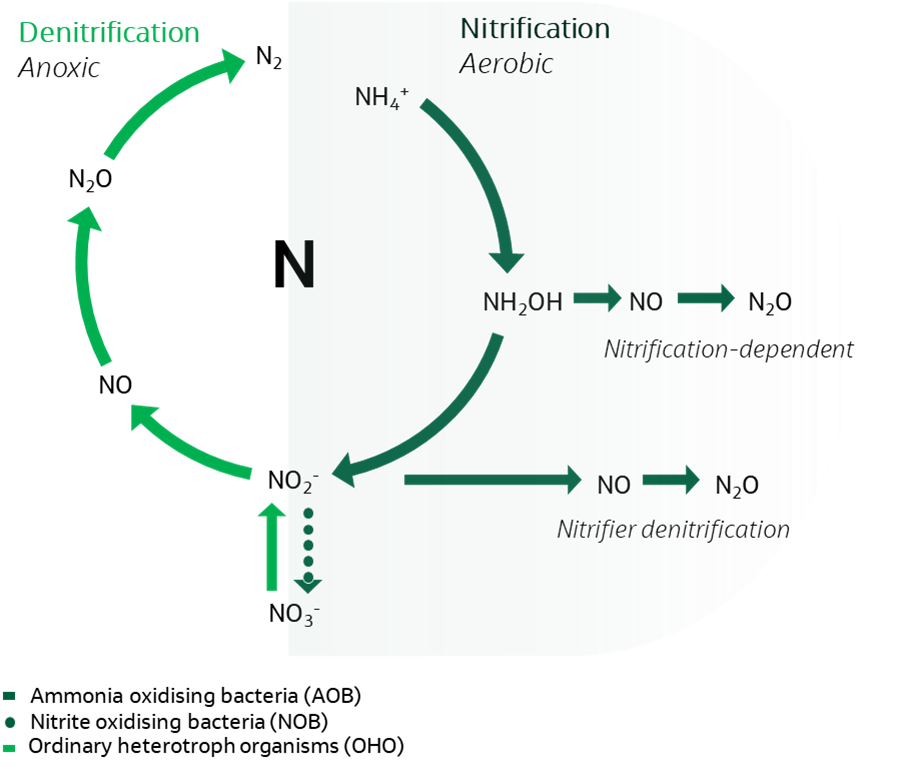 Denitrification
Anoxic
Nitrification
Aerobic
N₂
NH₄⁺
N₂O
N
NH₂OH
NO
N₂O
Nitrification-dependent
NO
NO₂⁻
NO
N₂O
Nitrifier denitrification
NO₃⁻
Ammonia oxidising bacteria (AOB)
Nitrite oxidising bacteria (NOB)
Ordinary heterotroph organisms (OHO)